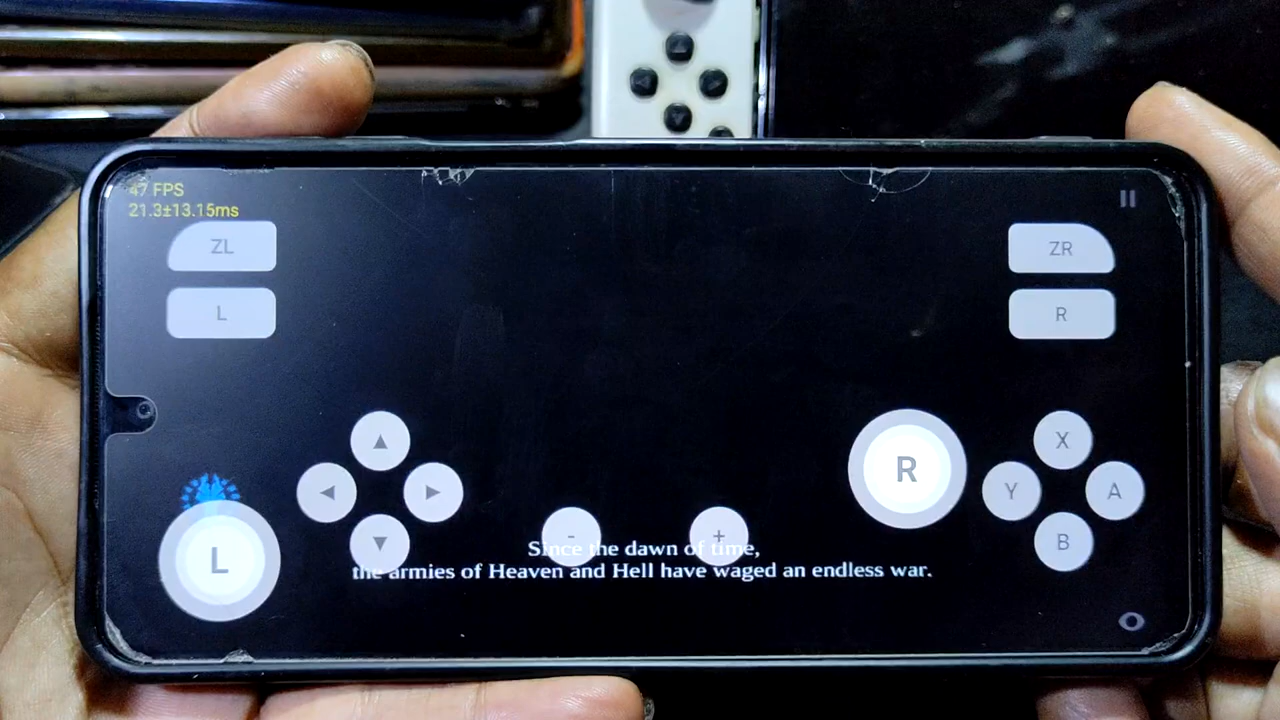 47 FPS
21.3±13.15ms
ZL
ZR
L
R
X
R
Y
A
L
-
+
B
Since the dawn of time,
the armies of Heaven and Hell have waged an endless war.